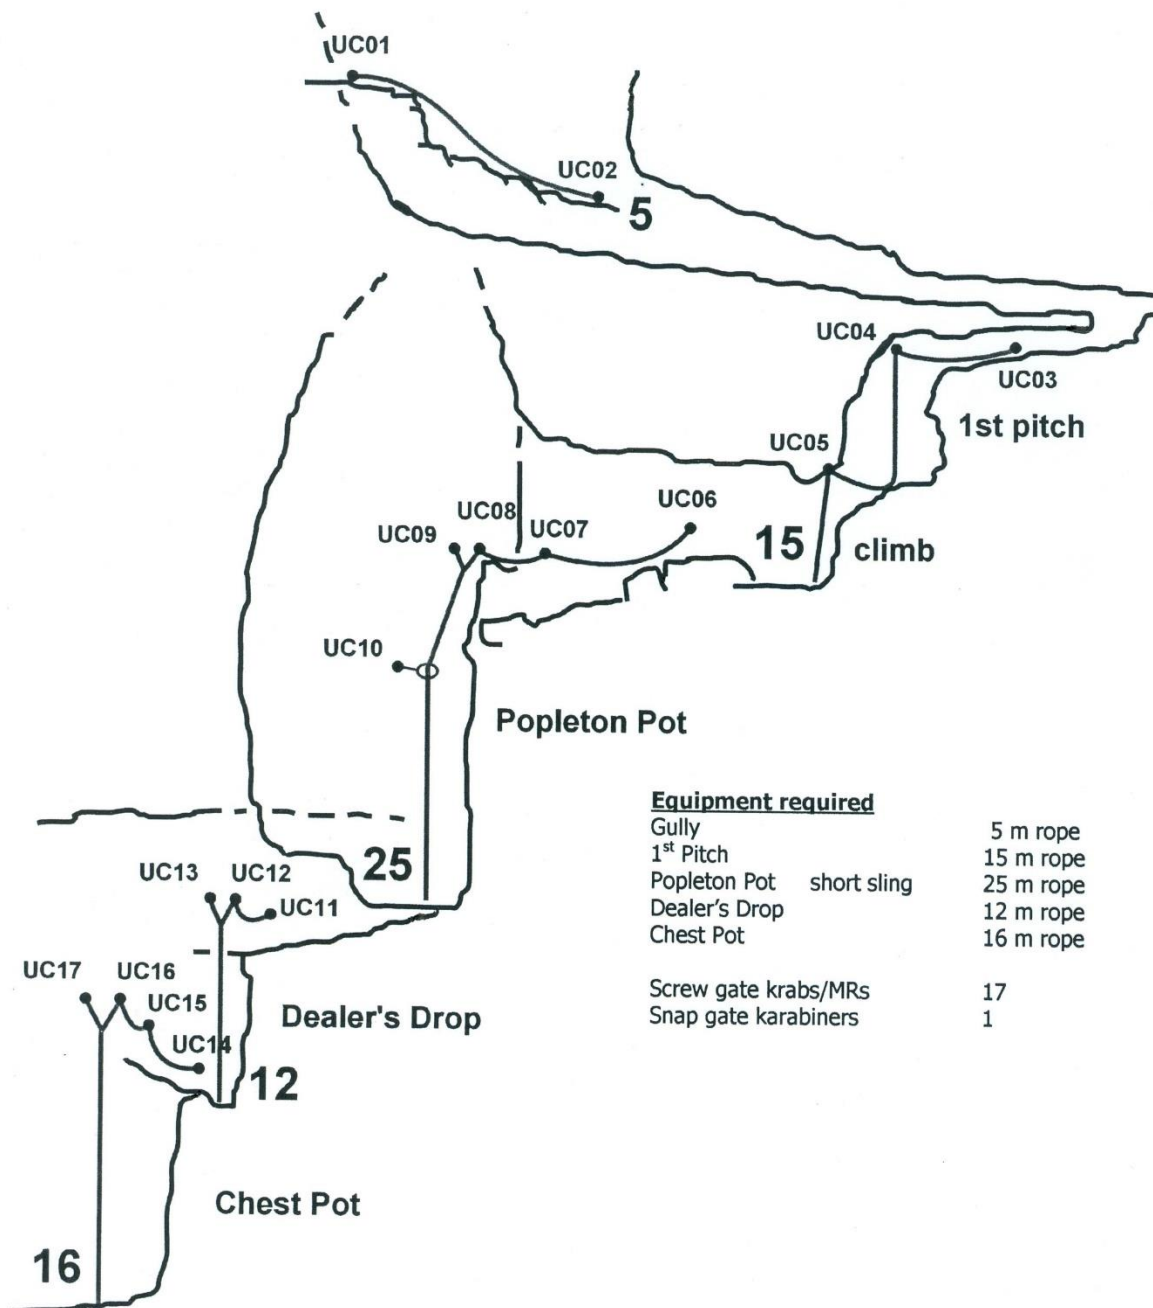 UC01
UC02
5
UC04
UC03
1st pitch
UC05
UC06
UC08
UC09
UC07
15
climb
UC10
Popleton Pot
Equipment required
Gully 5 m rope
1st Pitch 15 m rope
Popleton Pot short sling 25 m rope
Dealer's Drop 12 m rope
Chest Pot 16 m rope
Screw gate krabs/MRs 17
Snap gate karabiners 1
25
UC13
UC12
UC11
UC17
UC16
UC15
UC14
Dealer's Drop
12
Chest Pot
16